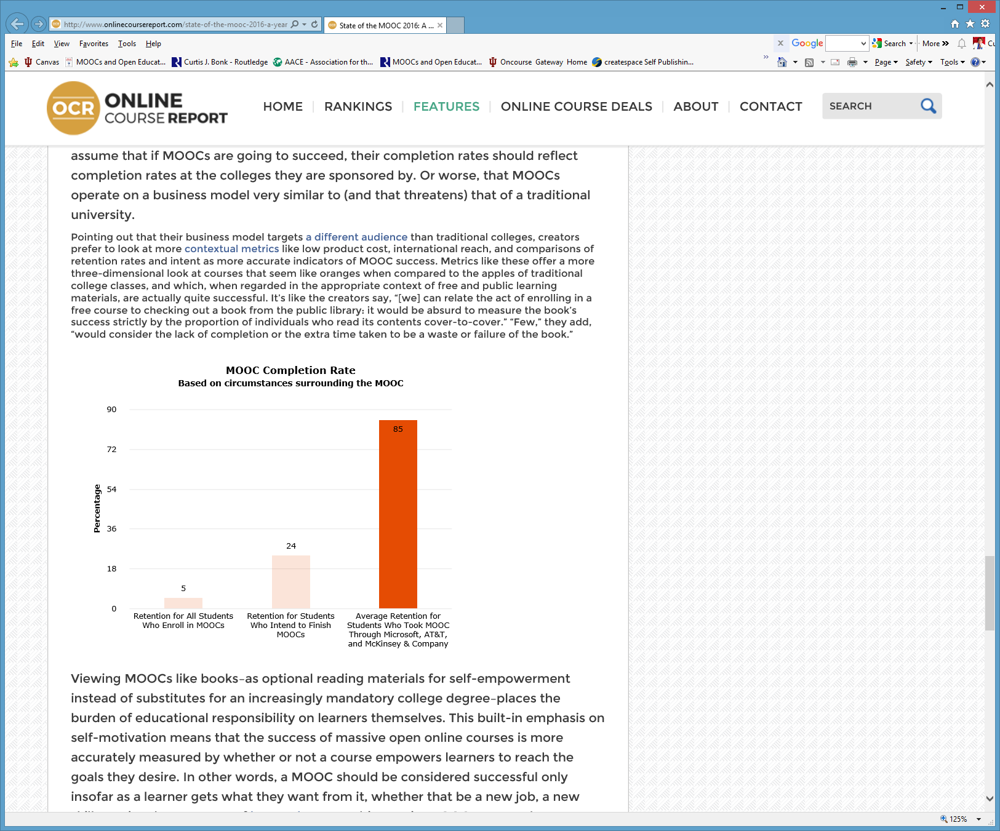 http://www.onlinecoursereport.com/state-of-the-mooc-2016-a-year
State of the MOOC 2016: A ...
File Edit View Favorites Tools Help
Google Search More
Canvas MOOCs and Open Educat... Curtis J. Bonk - Routledge AACE - Association for th... MOOCs and Open Educat... Oncourse Gateway Home createspace Self Publishin...
Page Safety Tools
OCR ONLINE
COURSE REPORT
HOME RANKINGS FEATURES ONLINE COURSE DEALS ABOUT CONTACT SEARCH
assume that if MOOCs are going to succeed, their completion rates should reflect
completion rates at the colleges they are sponsored by. Or worse, that MOOCs
operate on a business model very similar to (and that threatens) that of a traditional
university.
Pointing out that their business model targets a different audience than traditional colleges, creators
prefer to look at more contextual metrics like low product cost, international reach, and comparisons of
retention rates and intent as more accurate indicators of MOOC success. Metrics like these offer a more
three-dimensional look at courses that seem like oranges when compared to the apples of traditional
college classes, and which, when regarded in the appropriate context of free and public learning
materials, are actually quite successful. It’s like the creators say, “[we] can relate the act of enrolling in a
free course to checking out a book from the public library: it would be absurd to measure the book’s
success strictly by the proportion of individuals who read its contents cover-to-cover.” “Few,” they add,
“would consider the lack of completion or the extra time taken to be a waste or failure of the book.”
MOOC Completion Rate
Based on circumstances surrounding the MOOC
Percentage
90
72
54
36
18
0
5
24
85
Retention for All Students
Who Enroll in MOOCs
Retention for Students
Who Intend to Finish
MOOCs
Average Retention for
Students Who Took MOOC
Through Microsoft, AT&T,
and McKinsey & Company
Viewing MOOCs like books–as optional reading materials for self-empowerment
instead of substitutes for an increasingly mandatory college degree–places the
burden of educational responsibility on learners themselves. This built-in emphasis on
self-motivation means that the success of massive open online courses is more
accurately measured by whether or not a course empowers learners to reach the
goals they desire. In other words, a MOOC should be considered successful only
insofar as a learner gets what they want from it, whether that be a new job, a new
125%